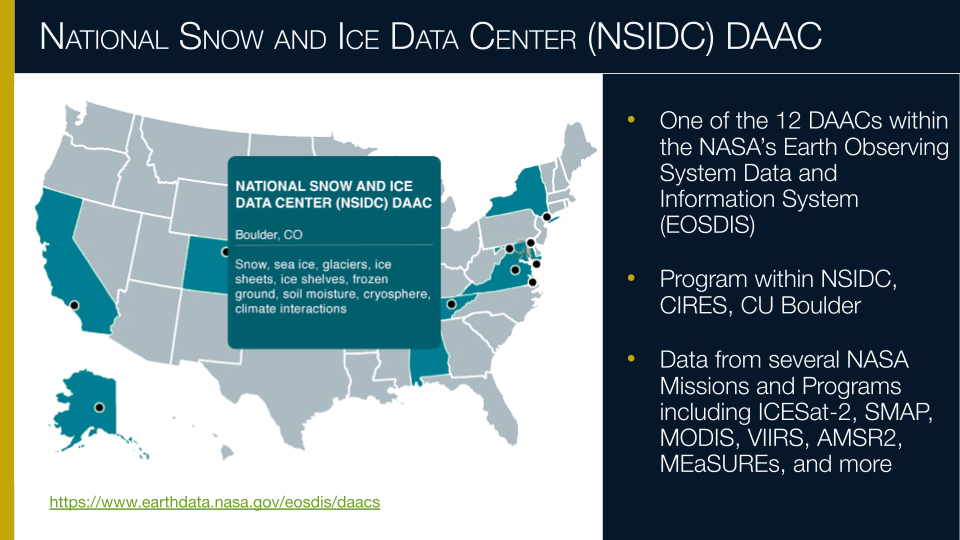 National Snow and Ice Data Center (NSIDC) DAAC
NATIONAL SNOW AND ICE
DATA CENTER (NSIDC) DAAC
Boulder, CO
Snow, sea ice, glaciers, ice
sheets, ice shelves, frozen
ground, soil moisture, cryosphere,
climate interactions
https://www.earthdata.nasa.gov/eosdis/daacs
• One of the 12 DAACs within
the NASA's Earth Observing
System Data and
Information System
(EOSDIS)
• Program within NSIDC,
CIRES, CU Boulder
• Data from several NASA
Missions and Programs
including ICESat-2, SMAP,
MODIS, VIIRS, AMSR2,
MEaSUREs, and more